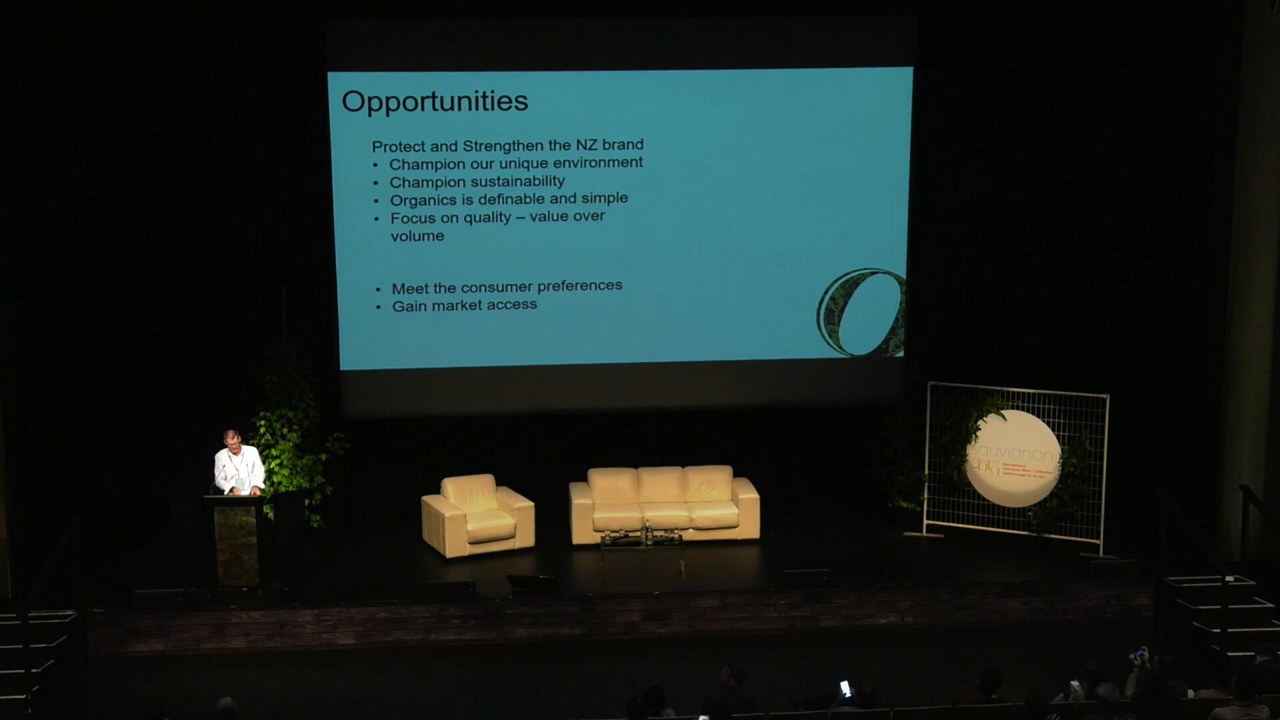 Opportunities
Protect and Strengthen the NZ brand
• Champion our unique environment
• Champion sustainability
• Organics is definable and simple
• Focus on quality – value over
volume
• Meet the consumer preferences
• Gain market access
sauvignon